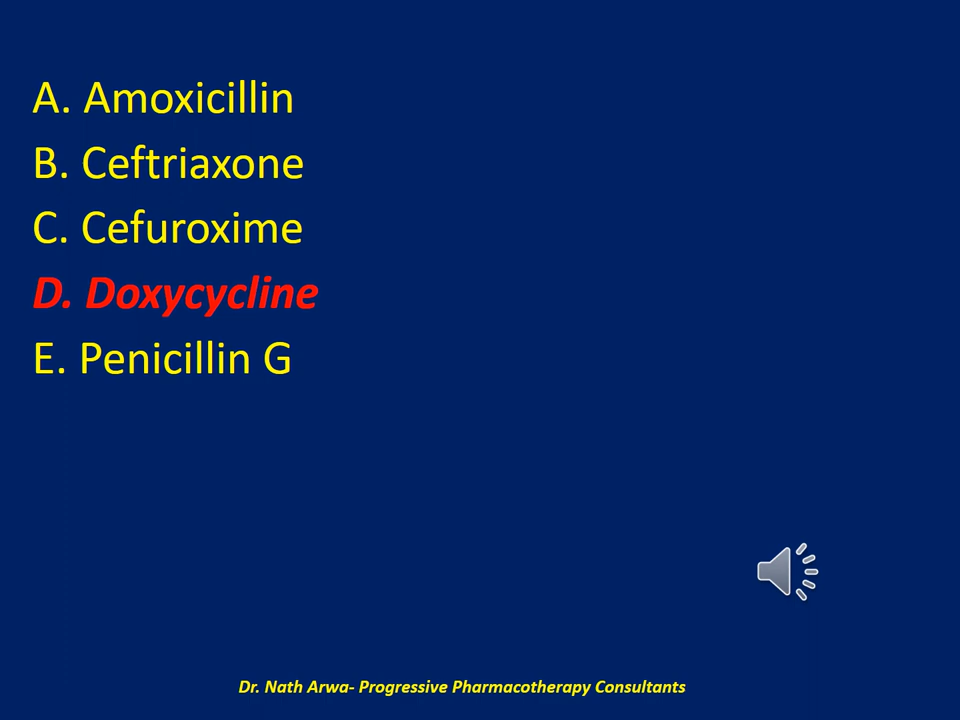 A. Amoxicillin
B. Ceftriaxone
C. Cefuroxime
D. Doxycycline
E. Penicillin G
Dr. Nath Arwa- Progressive Pharmacotherapy Consultants